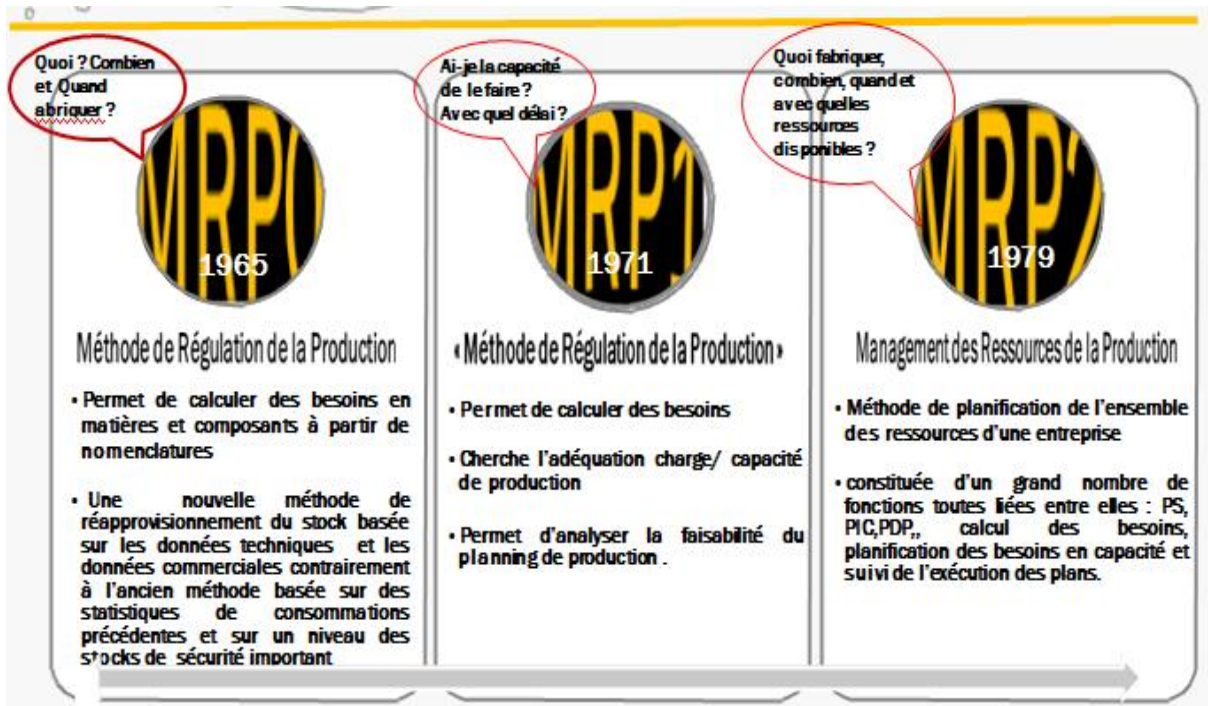 Quoi ? Combien
et Quand
abriquer ?
MRP0
1965
Méthode de Régulation de la Production
• Permet de calculer des besoins en
matières et composants à partir de
nomenclatures
• Une nouvelle méthode de
réapprovisionnement du stock basée
sur les données techniques et les
données commerciales contrairement
à l'ancien méthode basée sur des
statistiques de consommations
précédentes et sur un niveau des
stocks de sécurité important
Ai-je la capacité
de le faire ?
Avec quel délai ?
MRP1
1971
« Méthode de Régulation de la Production »
• Permet de calculer des besoins
• Cherche l'adéquation charge/ capacité
de production
• Permet d'analyser la faisabilité du
planning de production .
Quoi fabriquer,
combien, quand et
avec quelles
ressources
disponibles ?
MRP2
1979
Management des Ressources de la Production
• Méthode de planification de l'ensemble
des ressources d'une entreprise
• constituée d'un grand nombre de
fonctions toutes liées entre elles : PS,
PIC,PDP,, calcul des besoins,
planification des besoins en capacité et
suivi de l'exécution des plans.